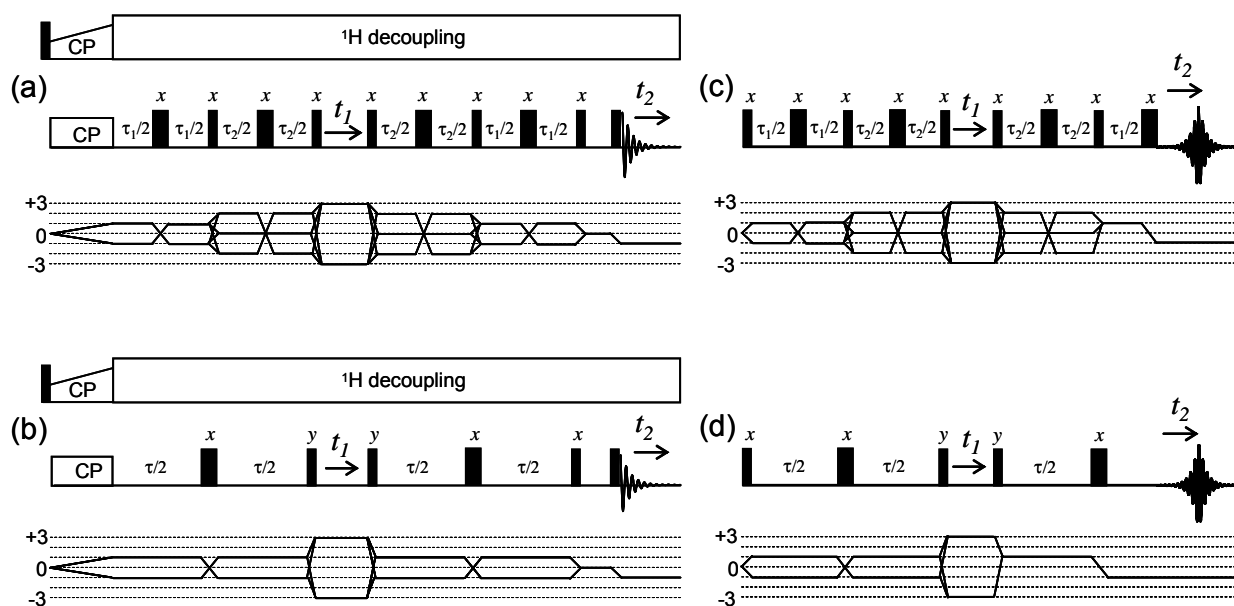 CP
¹H decoupling
(a)
x x x x x x x x x x
t₁
t₂
CP τ₁/2 τ₁/2 τ₂/2 τ₂/2 τ₂/2 τ₂/2 τ₁/2 τ₁/2
+3
0
-3
(c)
x x x x x x x x x
t₁
t₂
τ₁/2 τ₁/2 τ₂/2 τ₂/2 τ₂/2 τ₂/2 τ₁/2
+3
0
-3
CP
¹H decoupling
(b)
x y y x x
t₁
t₂
CP τ/2 τ/2 τ/2 τ/2
+3
0
-3
(d)
x x y y x
t₁
t₂
τ/2 τ/2 τ/2
+3
0
-3